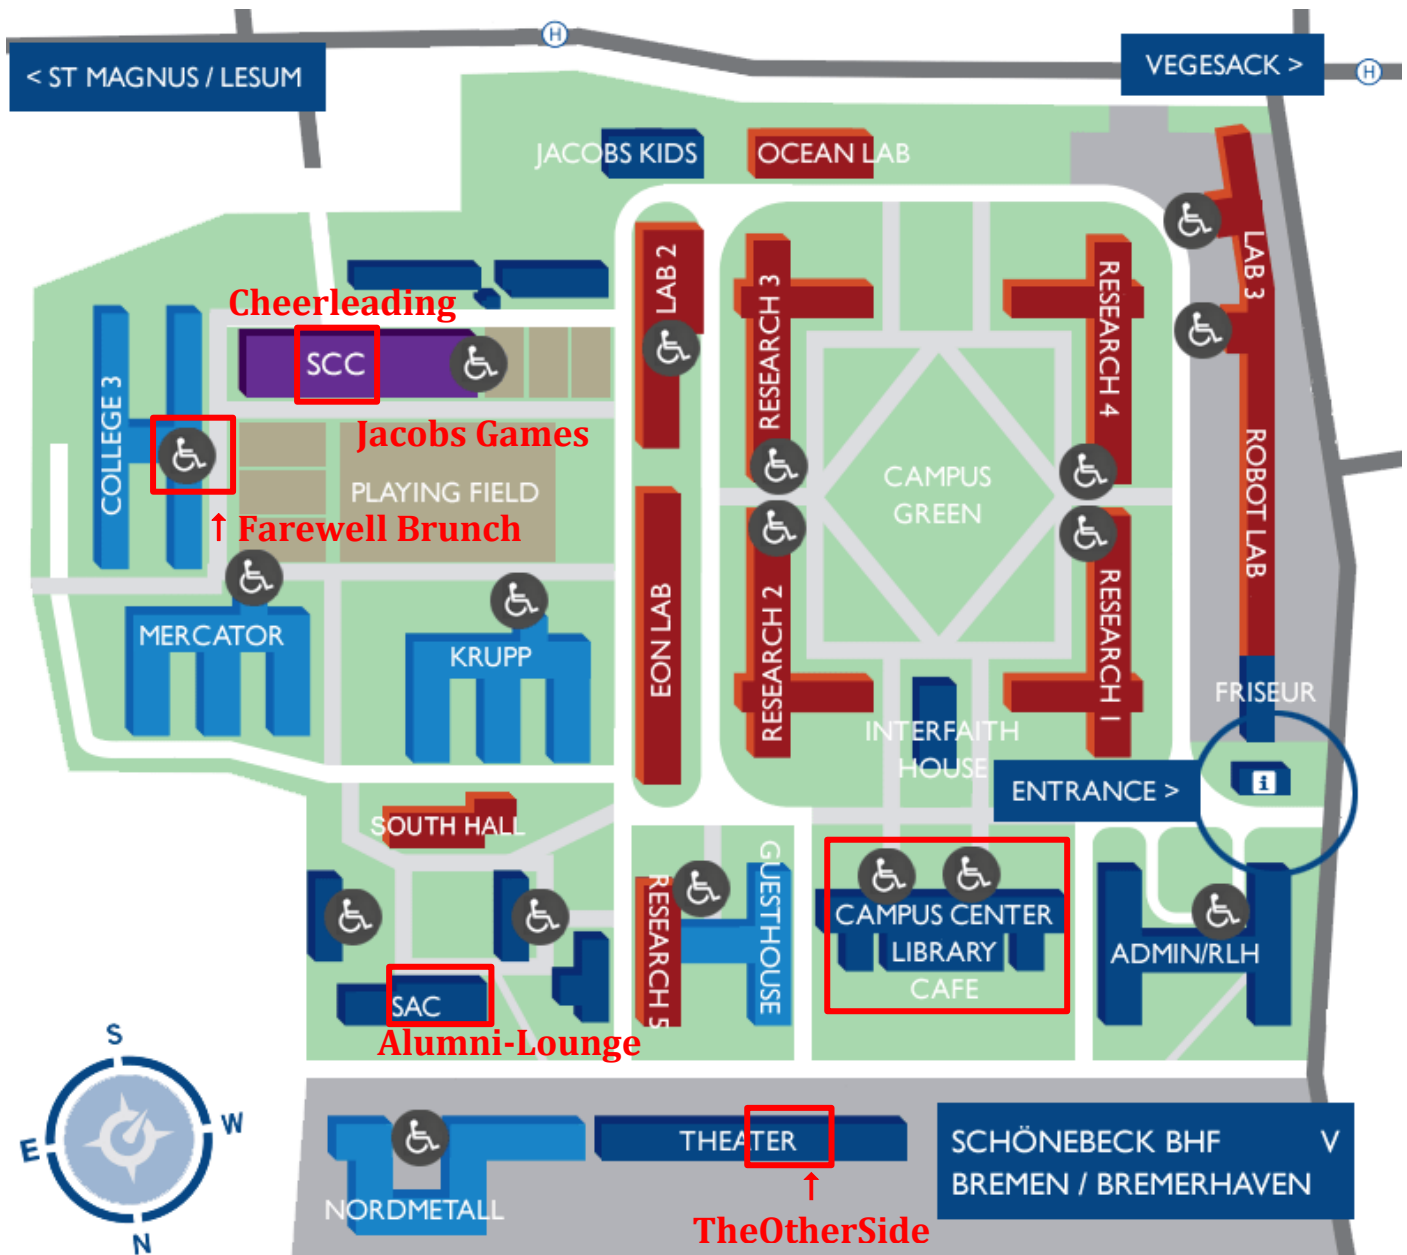 H
< ST MAGNUS / LESUM
VEGESACK >
H
JACOBS KIDS
OCEAN LAB
Cheerleading
SCC
Jacobs Games
COLLEGE 3
PLAYING FIELD
↑ Farewell Brunch
MERCATOR
KRUPP
LAB 2
EON LAB
RESEARCH 3
RESEARCH 4
CAMPUS
GREEN
RESEARCH 2
RESEARCH 1
LAB 3
ROBOT LAB
FRISEUR
INTERFAITH
HOUSE
ENTRANCE >
i
SOUTH HALL
SAC
Alumni-Lounge
RESEARCH 5
GUESTHOUSE
CAMPUS CENTER
LIBRARY
CAFE
ADMIN/RLH
S
E
W
N
NORDMETALL
THEATER
↑
TheOtherSide
SCHÖNEBECK BHF V
BREMEN / BREMERHAVEN